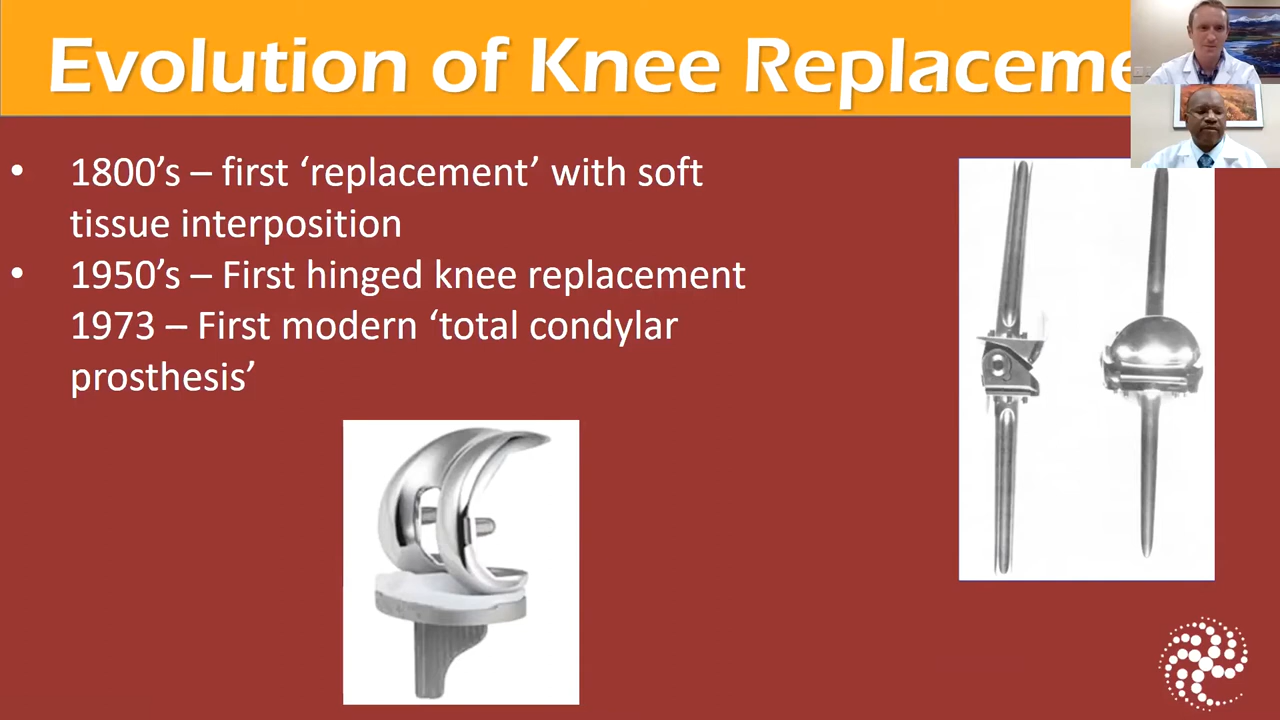 Evolution of Knee Replaceme
• 1800’s – first ‘replacement’ with soft
tissue interposition
• 1950’s – First hinged knee replacement
1973 – First modern ‘total condylar
prosthesis’